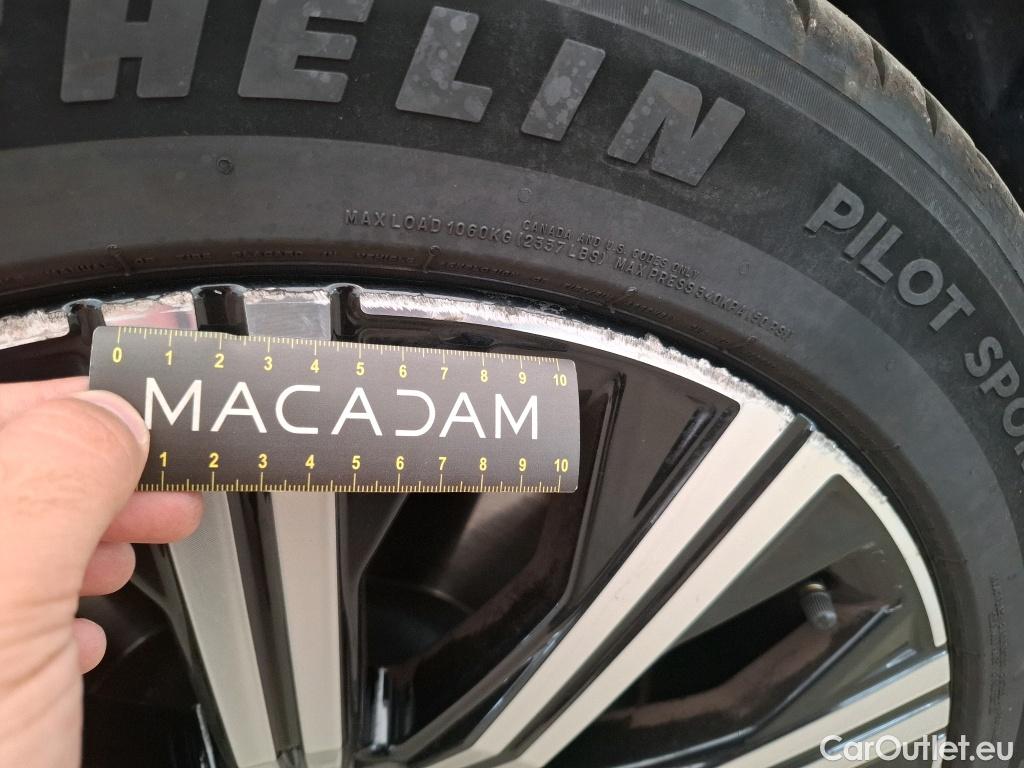 HELIN
PILOT SPOR
CANADA AND U.S. CODES ONLY
MAX LOAD 1060KG (2337 LBS) MAX PRESS 340KPA (50 PSI)
0 1 2 3 4 5 6 7 8 9 10
MACADAM
1 2 3 4 5 6 7 8 9 10
CarOutlet.eu